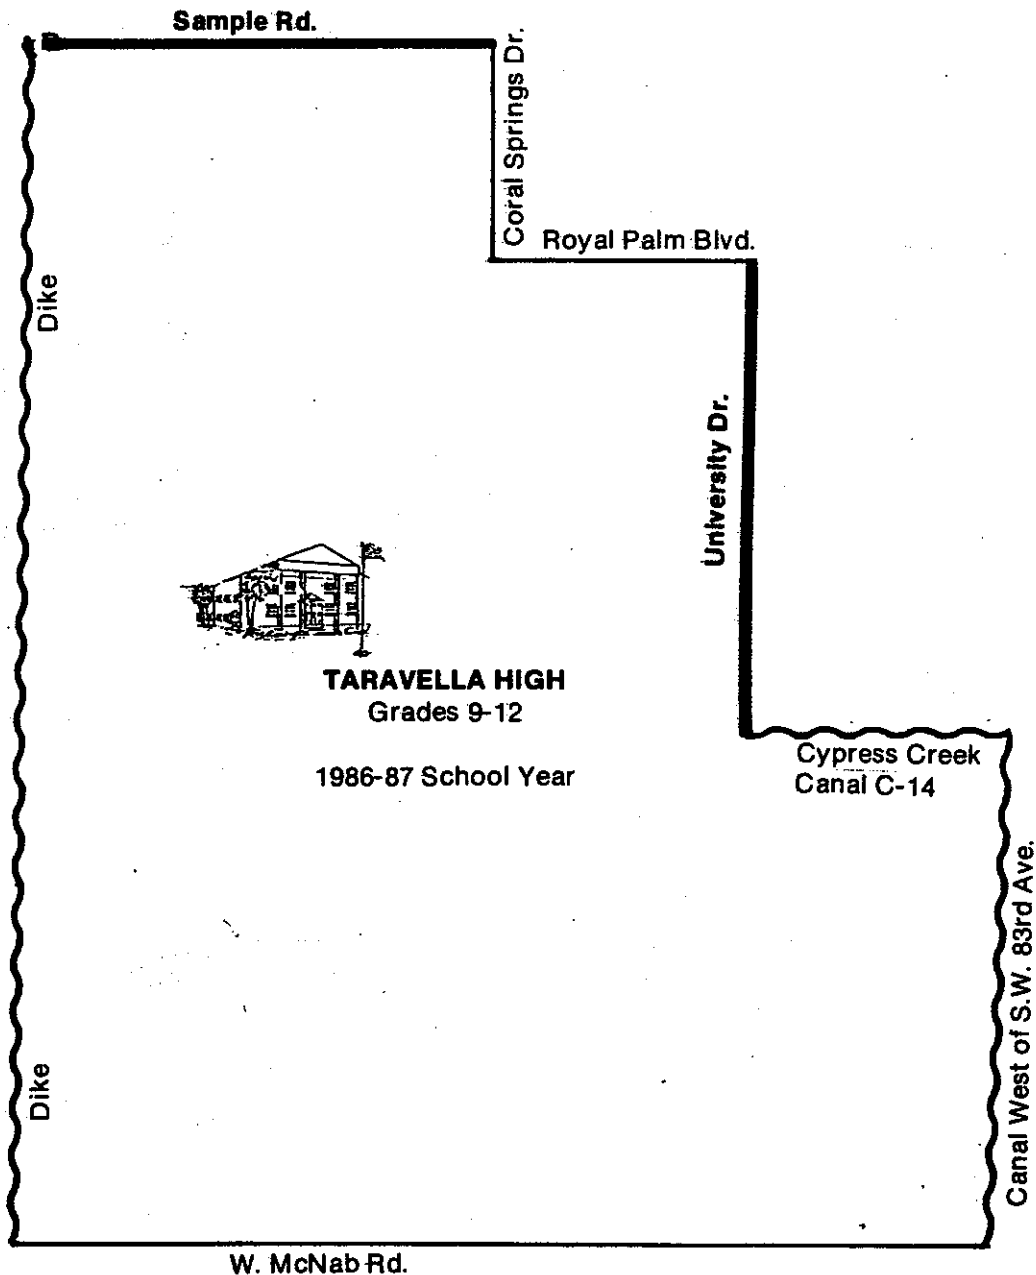 Sample Rd.
Coral Springs Dr.
Royal Palm Blvd.
Dike
University Dr.
TARAVELLA HIGH
Grades 9-12
1986-87 School Year
Cypress Creek
Canal C-14
Canal West of S.W. 83rd Ave.
Dike
W. McNab Rd.